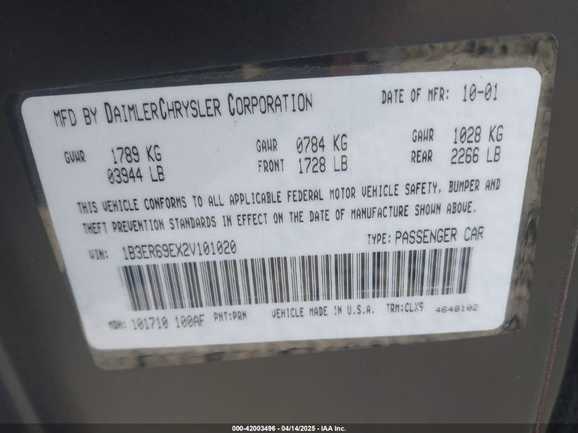 MFD BY DAIMLERCHRYSLER CORPORATION DATE OF MFR: 10-01
GVWR 1789 KG GAWR 0784 KG GAWR 1028 KG
03944 LB FRONT 1728 LB REAR 2266 LB
THIS VEHICLE CONFORMS TO ALL APPLICABLE FEDERAL MOTOR VEHICLE SAFETY, BUMPER AND
THEFT PREVENTION STANDARDS IN EFFECT ON THE DATE OF MANUFACTURE SHOWN ABOVE.
VIN: 1B3ER69EX2V101020 TYPE: PASSENGER CAR
MDH: 101710 100AF PNT:PRN VEHICLE MADE IN U.S.A. TRM:CLX9 4648102
000-42003496 - 04/14/2025 - IAA Inc.